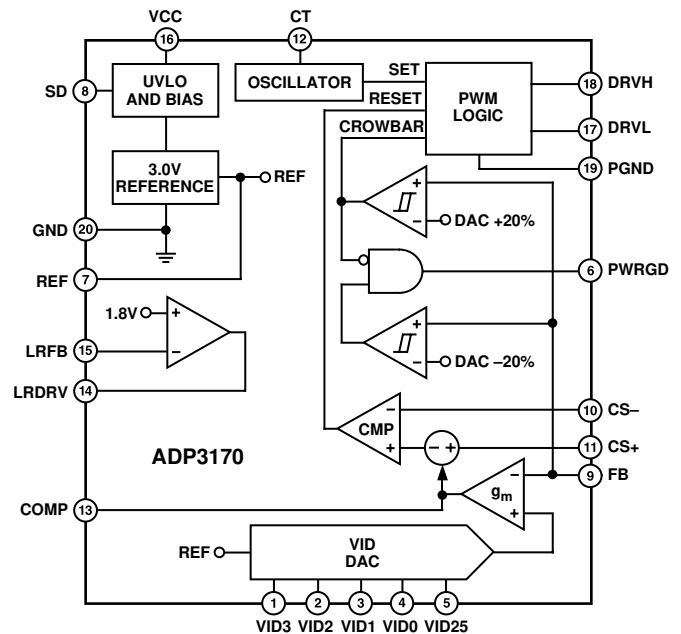 VCC
CT
16
12
SD
8
UVLO
AND BIAS
OSCILLATOR
SET
RESET
CROWBAR
PWM
LOGIC
18
DRVH
17
DRVL
19
PGND
3.0V
REFERENCE
REF
+
–
DAC +20%
GND
20
REF
7
6
PWRGD
1.8V
+
–
LRFB
15
LRDRV
14
+
–
DAC –20%
10
CS–
–
CMP
+
– +
11
CS+
9
FB
ADP3170
–
gm
+
COMP
13
REF
VID
DAC
1
2
3
4
5
VID3
VID2
VID1
VID0
VID25